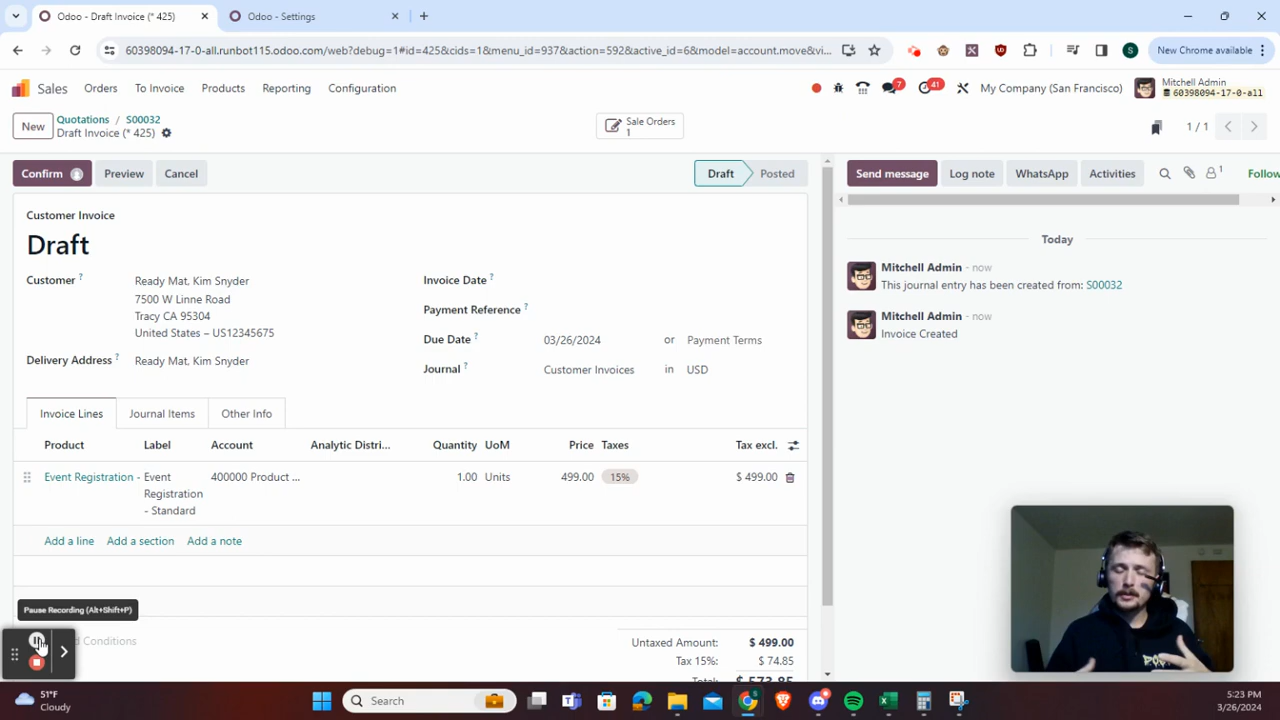 Odoo - Draft Invoice (* 425)
Odoo - Settings
60398094-17-0-all.runbot115.odoo.com/web?debug=1#id=425&cids=1&menu_id=937&action=592&active_id=6&model=account.move&vi...
New Chrome available
Sales
Orders
To Invoice
Products
Reporting
Configuration
7
41
My Company (San Francisco)
Mitchell Admin
60398094-17-0-all
New
Quotations / S00032
Draft Invoice (* 425)
Sale Orders
1
1 / 1
Confirm
Preview
Cancel
Draft
Posted
Send message
Log note
WhatsApp
Activities
1
Follow
Customer Invoice
Draft
Customer ?
Ready Mat, Kim Snyder
7500 W Linne Road
Tracy CA 95304
United States – US12345675
Delivery Address ?
Ready Mat, Kim Snyder
Invoice Date ?
Payment Reference ?
Due Date ?
03/26/2024
or
Payment Terms
Journal ?
Customer Invoices
in
USD
Today
Mitchell Admin - now
This journal entry has been created from: S00032
Mitchell Admin - now
Invoice Created
Invoice Lines
Journal Items
Other Info
Product
Label
Account
Analytic Distri...
Quantity
UoM
Price
Taxes
Tax excl.
Event Registration -
Event
Registration
- Standard
400000 Product ...
1.00
Units
499.00
15%
$ 499.00
Add a line
Add a section
Add a note
Pause Recording (Alt+Shift+P)
Conditions
Untaxed Amount:
$ 499.00
Tax 15%:
$ 74.85
Total:
$ 573.85
51°F
Cloudy
Search
5:23 PM
3/26/2024